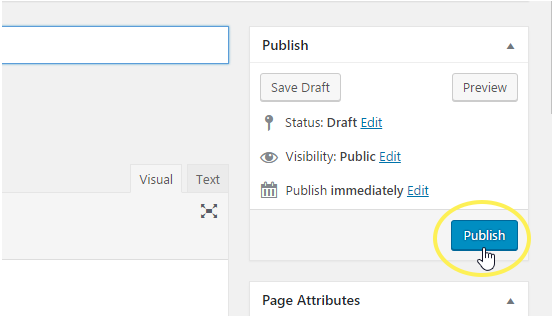 Publish
Save Draft Preview
Status: Draft Edit
Visibility: Public Edit
Visual Text
Publish immediately Edit
Publish
Page Attributes